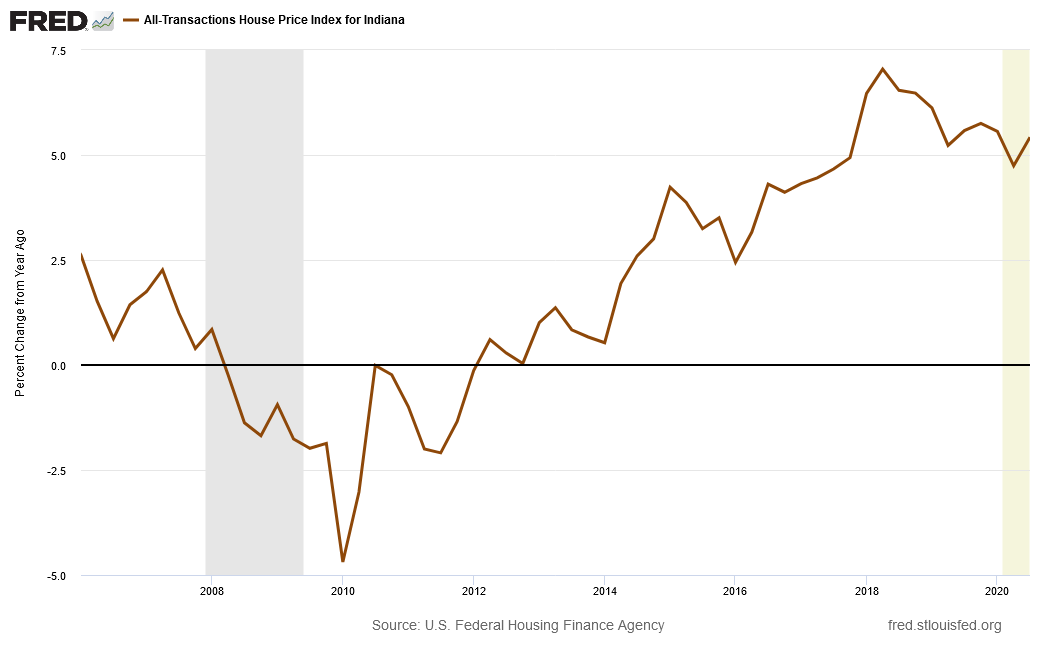 FRED All-Transactions House Price Index for Indiana
Percent Change from Year Ago
7.5
5.0
2.5
0.0
-2.5
-5.0
2008 2010 2012 2014 2016 2018 2020
Source: U.S. Federal Housing Finance Agency fred.stlouisfed.org